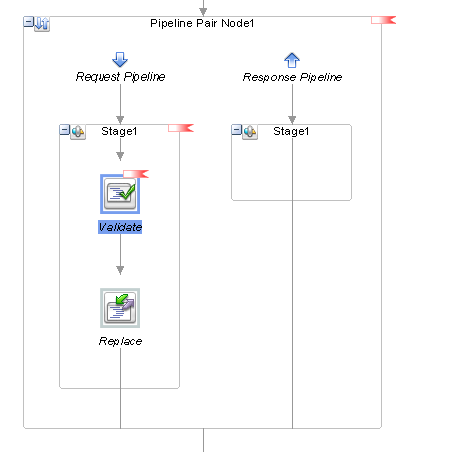 Pipeline Pair Node1
Request Pipeline
Response Pipeline
Stage1
Stage1
Validate
Replace